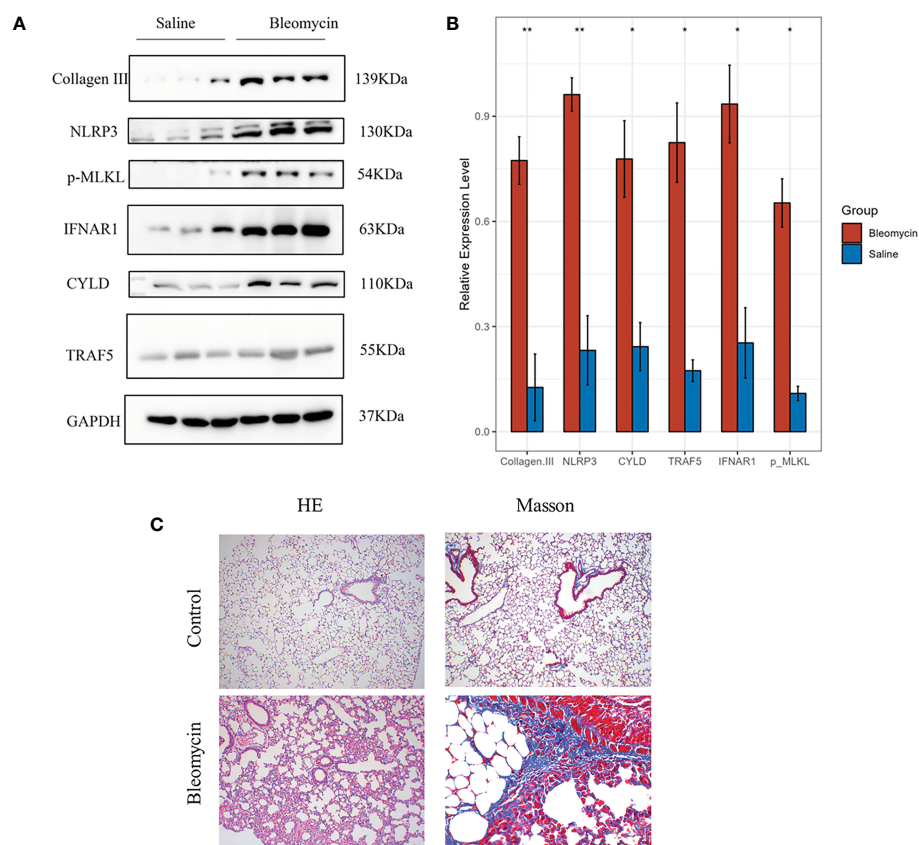 A
Saline Bleomycin
Collagen III 139KDa
NLRP3 130KDa
p-MLKL 54KDa
IFNAR1 63KDa
CYLD 110KDa
TRAF5 55KDa
GAPDH 37KDa
B
** ** * * * *
Relative Expression Level
0.9
0.6
0.3
0.0
Collagen.III NLRP3 CYLD TRAF5 IFNAR1 p_MLKL
Group
Bleomycin
Saline
C
HE Masson
Control
Bleomycin